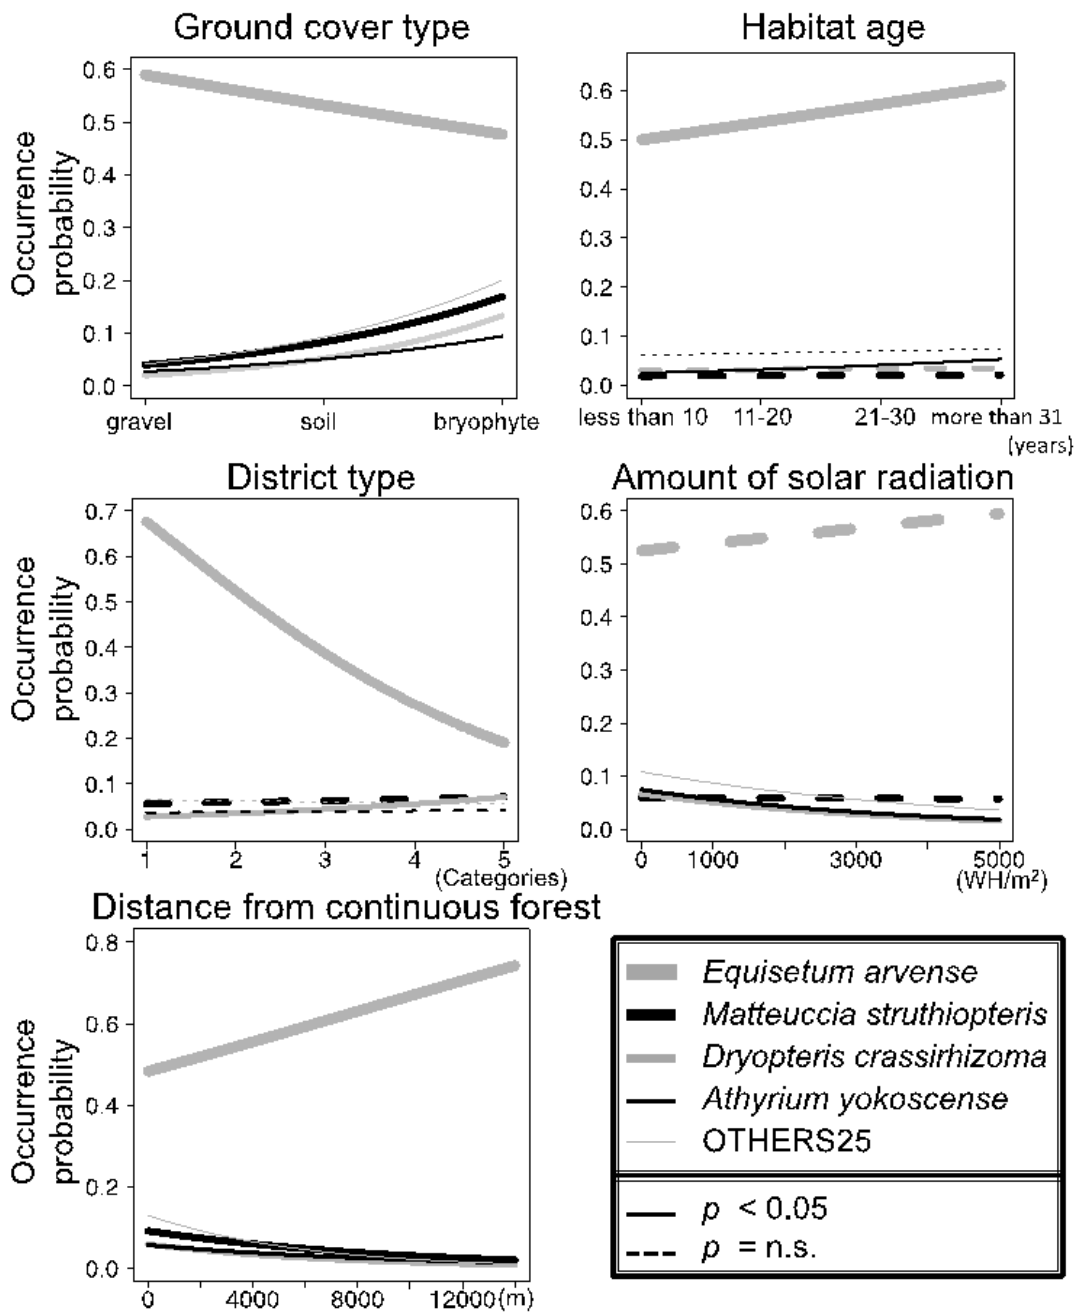 Ground cover type
Occurrence probability
0.6
0.5
0.4
0.3
0.2
0.1
0.0
gravel soil bryophyte
Habitat age
0.6
0.5
0.4
0.3
0.2
0.1
0.0
less than 10 11-20 21-30 more than 31
(years)
District type
Occurrence probability
0.7
0.6
0.5
0.4
0.3
0.2
0.1
0.0
1 2 3 4 5
(Categories)
Amount of solar radiation
0.6
0.5
0.4
0.3
0.2
0.1
0.0
0 1000 3000 5000
(WH/m²)
Distance from continuous forest
Occurrence probability
0.8
0.6
0.4
0.2
0.0
0 4000 8000 12000(m)
Equisetum arvense
Matteuccia struthiopteris
Dryopteris crassirhizoma
Athyrium yokoscense
OTHERS25
p < 0.05
p = n.s.